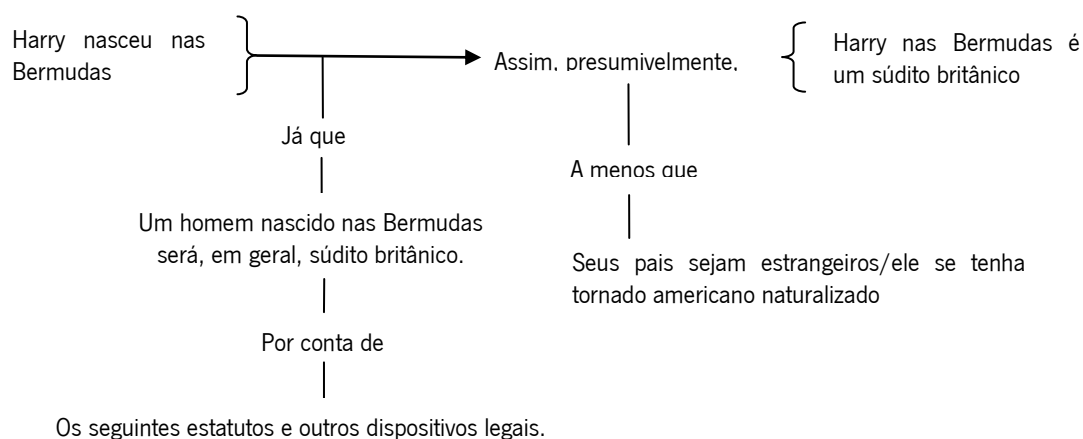 Harry nasceu nas
Bermudas
Assim, presumivelmente,
Harry nas Bermudas é
um súdito britânico
Já que
A menos que
Um homem nascido nas Bermudas
será, em geral, súdito britânico.
Seus pais sejam estrangeiros/ele se tenha
tornado americano naturalizado
Por conta de
Os seguintes estatutos e outros dispositivos legais.